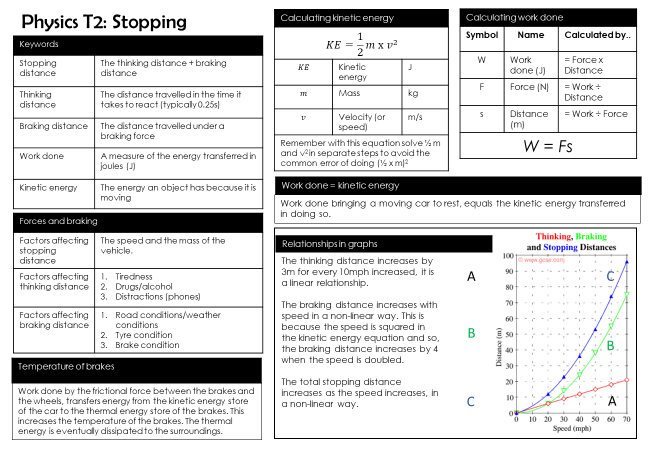 Physics T2: Stopping
Keywords
Stopping distance
The thinking distance + braking
distance
Thinking
distance
The distance travelled in the time it
takes to react (typically 0.25s)
Braking distance
The distance travelled under a
braking force
Work done
A measure of the energy transferred in
joules (J)
Kinetic energy
The energy an object has because it is
moving
Forces and braking
Factors affecting
stopping
distance
The speed and the mass of the
vehicle.
Factors affecting
thinking distance
1. Tiredness
2. Drugs/alcohol
3. Distractions (phones)
Factors affecting
braking distance
1. Road conditions/weather
conditions
2. Tyre condition
3. Brake condition
Temperature of brakes
Work done by the frictional force between the brakes and
the wheels, transfers energy from the kinetic energy store
of the car to the thermal energy store of the brakes. This
increases the temperature of the brakes. The thermal
energy is eventually dissipated to the surroundings.
Calculating kinetic energy
KE = 1/2 m x v²
KE
Kinetic
energy
J
m
Mass
kg
v
Velocity (or
speed)
m/s
Remember with this equation solve ½ m
and v² in separate steps to avoid the
common error of doing (½ x m)²
Calculating work done
Symbol
Name
Calculated by..
W
Work
done (J)
= Force x
Distance
F
Force (N)
= Work ÷
Distance
s
Distance
(m)
= Work ÷ Force
W = Fs
Work done = kinetic energy
Work done bringing a moving car to rest, equals the kinetic energy transferred
in doing so.
Relationships in graphs
The thinking distance increases by
3m for every 10mph increased, it is
a linear relationship.
A
The braking distance increases with
speed in a non-linear way. This is
because the speed is squared in
the kinetic energy equation and so,
the braking distance increases by 4
when the speed is doubled.
B
The total stopping distance
increases as the speed increases, in
a non-linear way.
C
Thinking, Braking
and Stopping Distances
© www.gcse.com
Distance (m)
100
90
80
70
60
50
40
30
20
10
0
C
B
A
0 10 20 30 40 50 60 70
Speed (mph)